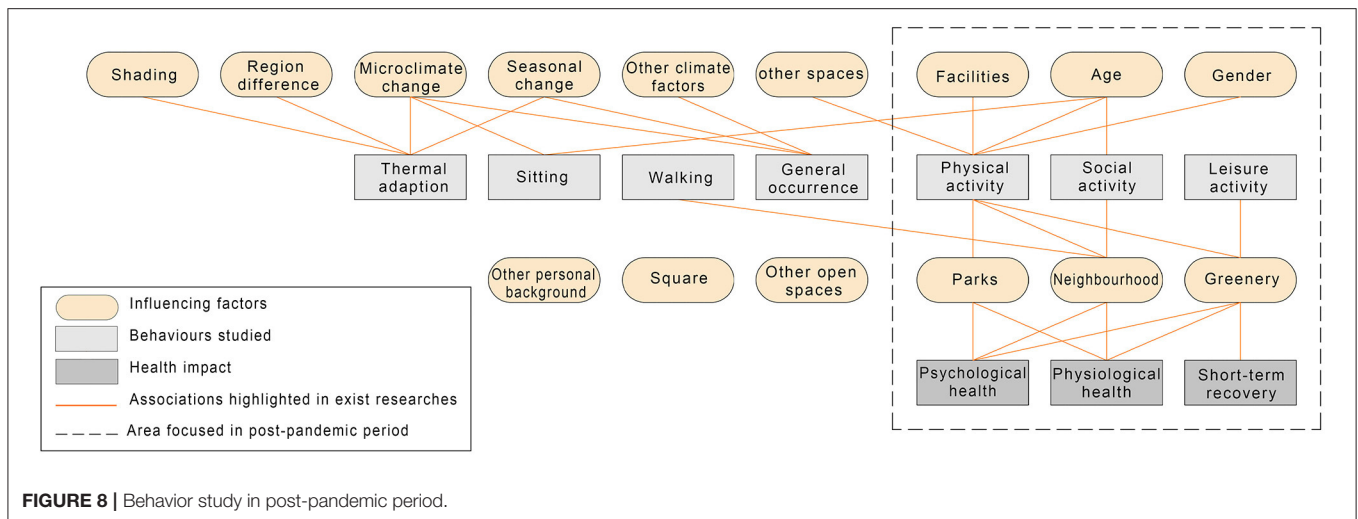 Shading
Region
difference
Microclimate
change
Seasonal
change
Other climate
factors
other spaces
Facilities
Age
Gender
Thermal
adaption
Sitting
Walking
General
occurrence
Physical
activity
Social
activity
Leisure
activity
Other personal
background
Square
Other open
spaces
Parks
Neighbourhood
Greenery
Psychological
health
Physiological
health
Short-term
recovery
Influencing factors
Behaviours studied
Health impact
Associations highlighted in exist researches
Area focused in post-pandemic period
FIGURE 8 | Behavior study in post-pandemic period.